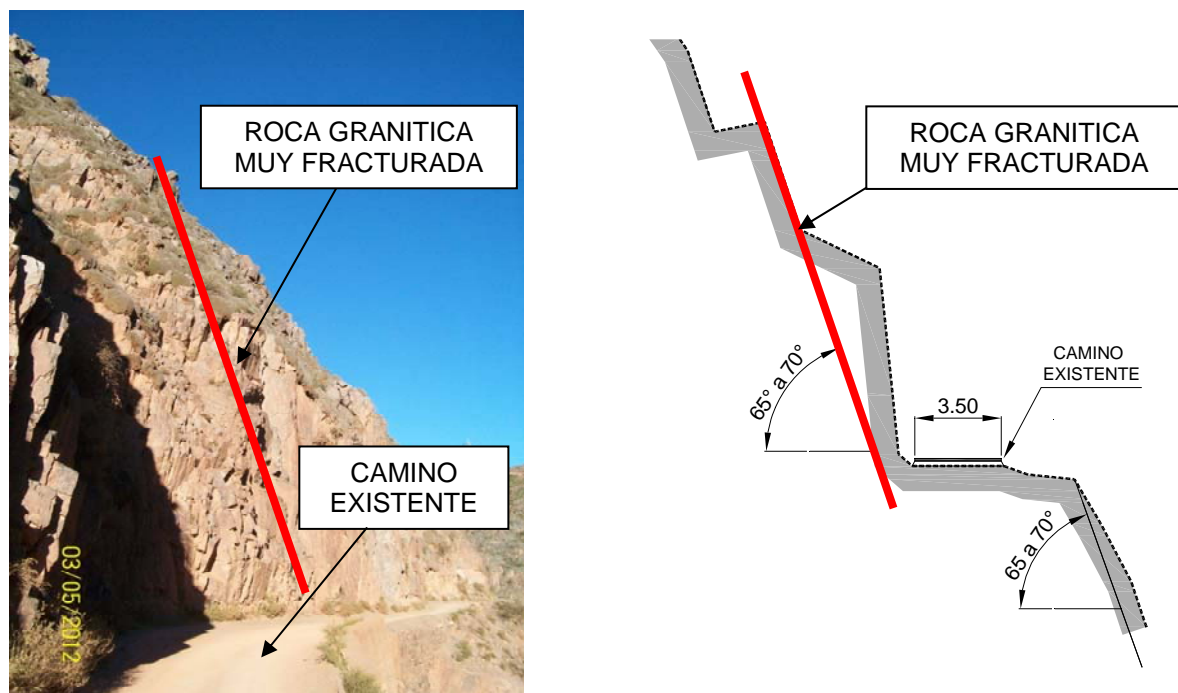 ROCA GRANITICA
MUY FRACTURADA
CAMINO
EXISTENTE
03/05/2012
ROCA GRANITICA
MUY FRACTURADA
65° a 70°
CAMINO
EXISTENTE
3.50
65 a 70°